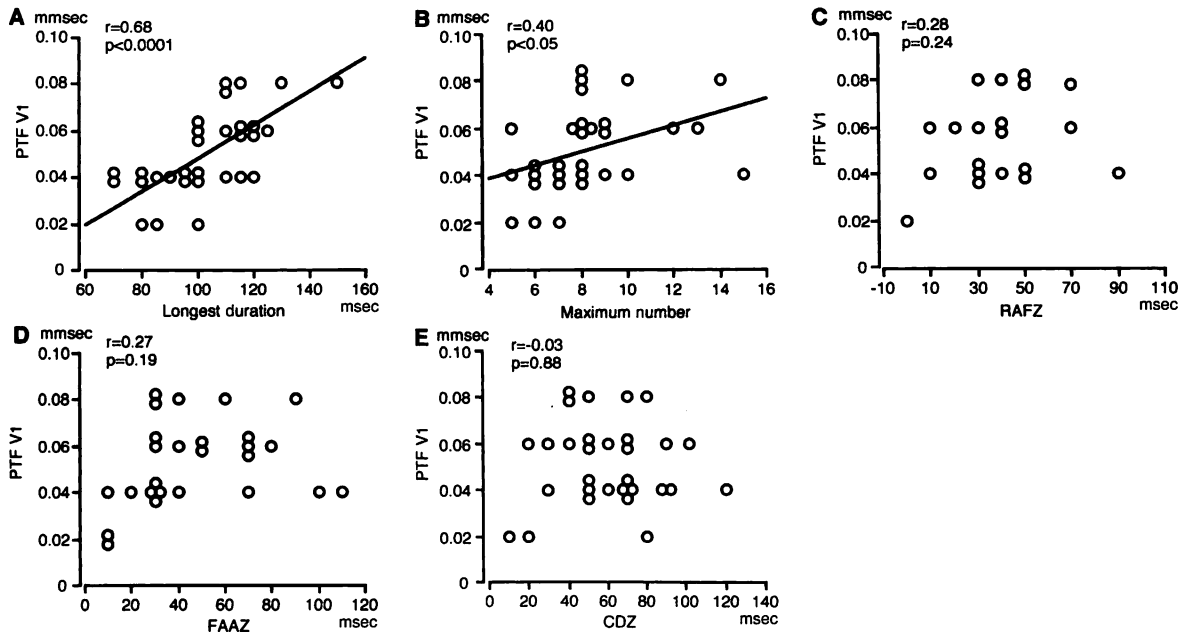 A mmsec
r=0.68
p<0.0001
0.10
0.08
0.06
0.04
0.02
0
PTF V1
60 80 100 120 140 160
Longest duration msec
B mmsec
r=0.40
p<0.05
0.10
0.08
0.06
0.04
0.02
0
PTF V1
4 6 8 10 12 14 16
Maximum number
C mmsec
r=0.28
p=0.24
0.10
0.08
0.06
0.04
0.02
0
PTF V1
-10 10 30 50 70 90 110
RAFZ msec
D mmsec
r=0.27
p=0.19
0.10
0.08
0.06
0.04
0.02
0
PTF V1
0 20 40 60 80 100 120
FAAZ msec
E mmsec
r=-0.03
p=0.88
0.10
0.08
0.06
0.04
0.02
0
PTF V1
0 20 40 60 80 100 120 140
CDZ msec